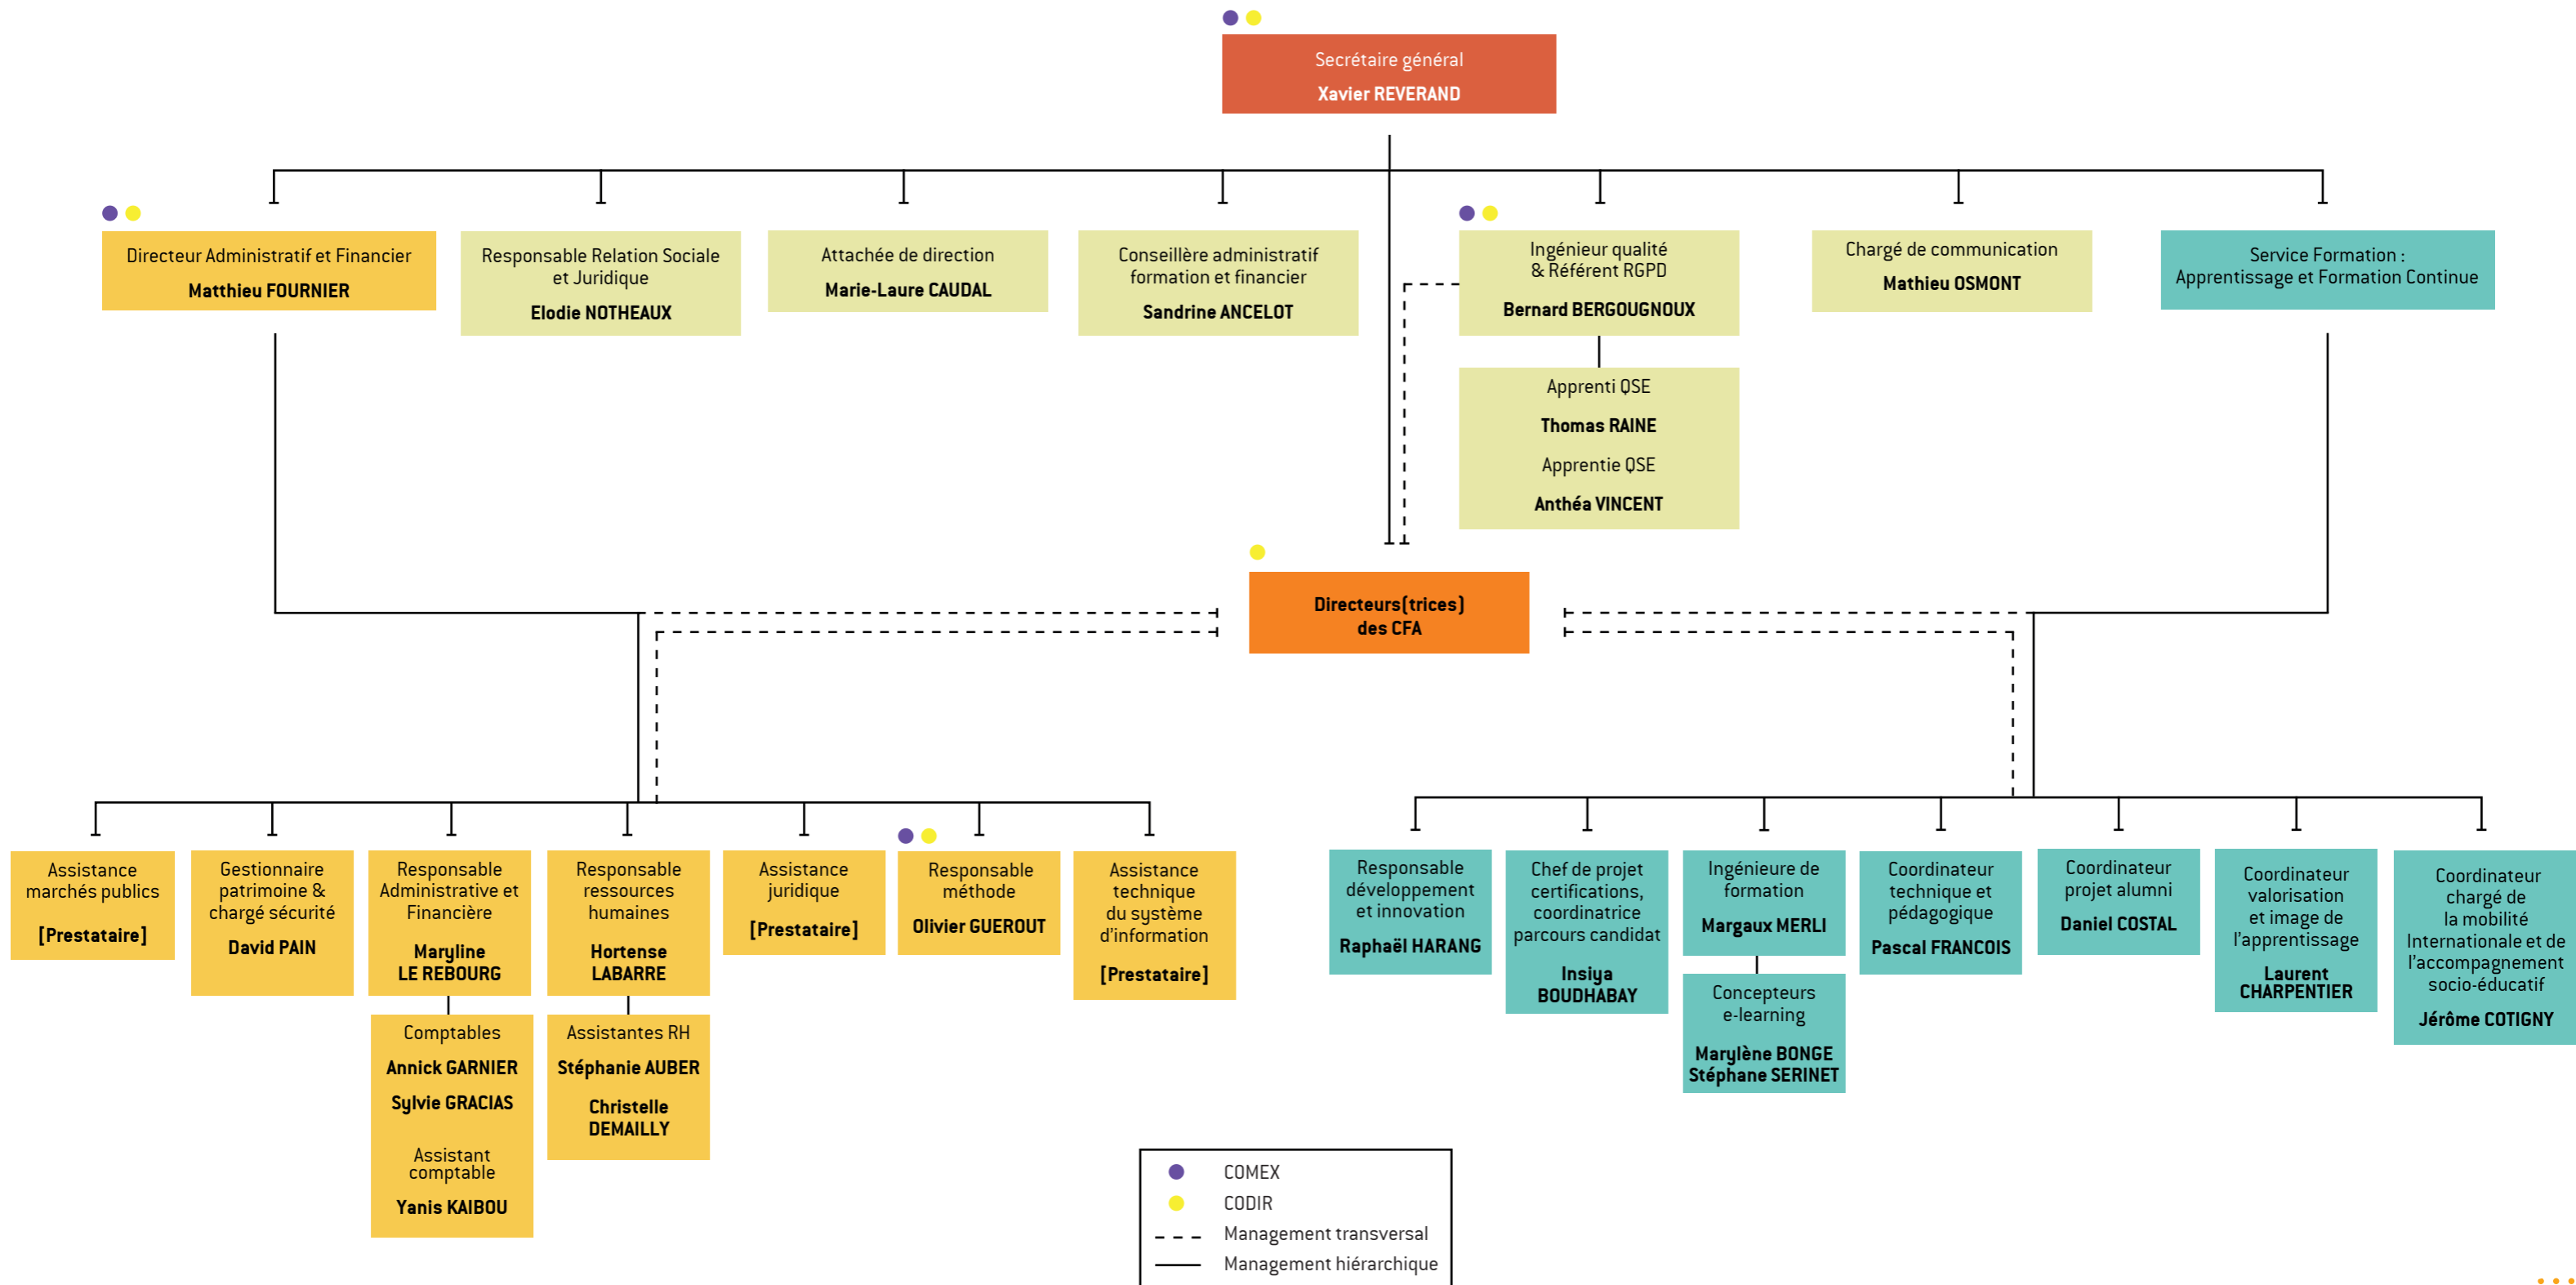 Secrétaire général
Xavier REVERAND
Directeur Administratif et Financier
Matthieu FOURNIER
Responsable Relation Sociale
et Juridique
Elodie NOTHEAUX
Attachée de direction
Marie-Laure CAUDAL
Conseillère administratif
formation et financier
Sandrine ANCELOT
Ingénieur qualité
& Référent RGPD
Bernard BERGOUGNOUX
Apprenti QSE
Thomas RAINE
Apprentie QSE
Anthéa VINCENT
Chargé de communication
Mathieu OSMONT
Service Formation :
Apprentissage et Formation Continue
Directeurs(trices)
des CFA
Assistance
marchés publics
[Prestataire]
Gestionnaire
patrimoine &
chargé sécurité
David PAIN
Responsable
Administrative et
Financière
Maryline
LE REBOURG
Comptables
Annick GARNIER
Sylvie GRACIAS
Assistant
comptable
Yanis KAIBOU
Responsable
ressources
humaines
Hortense
LABARRE
Assistantes RH
Stéphanie AUBER
Christelle
DEMAILLY
Assistance
juridique
[Prestataire]
Responsable
méthode
Olivier GUEROUT
Assistance
technique
du système
d'information
[Prestataire]
Responsable
développement
et innovation
Raphaël HARANG
Chef de projet
certifications,
coordinatrice
parcours candidat
Insiya
BOUDHABAY
Ingénieure de
formation
Margaux MERLI
Concepteurs
e-learning
Marylène BONGE
Stéphane SERINET
Coordinateur
technique et
pédagogique
Pascal FRANCOIS
Coordinateur
projet alumni
Daniel COSTAL
Coordinateur
valorisation
et image de
l'apprentissage
Laurent
CHARPENTIER
Coordinateur
chargé de
la mobilité
Internationale et de
l'accompagnement
socio-éducatif
Jérôme COTIGNY
COMEX
CODIR
Management transversal
Management hiérarchique